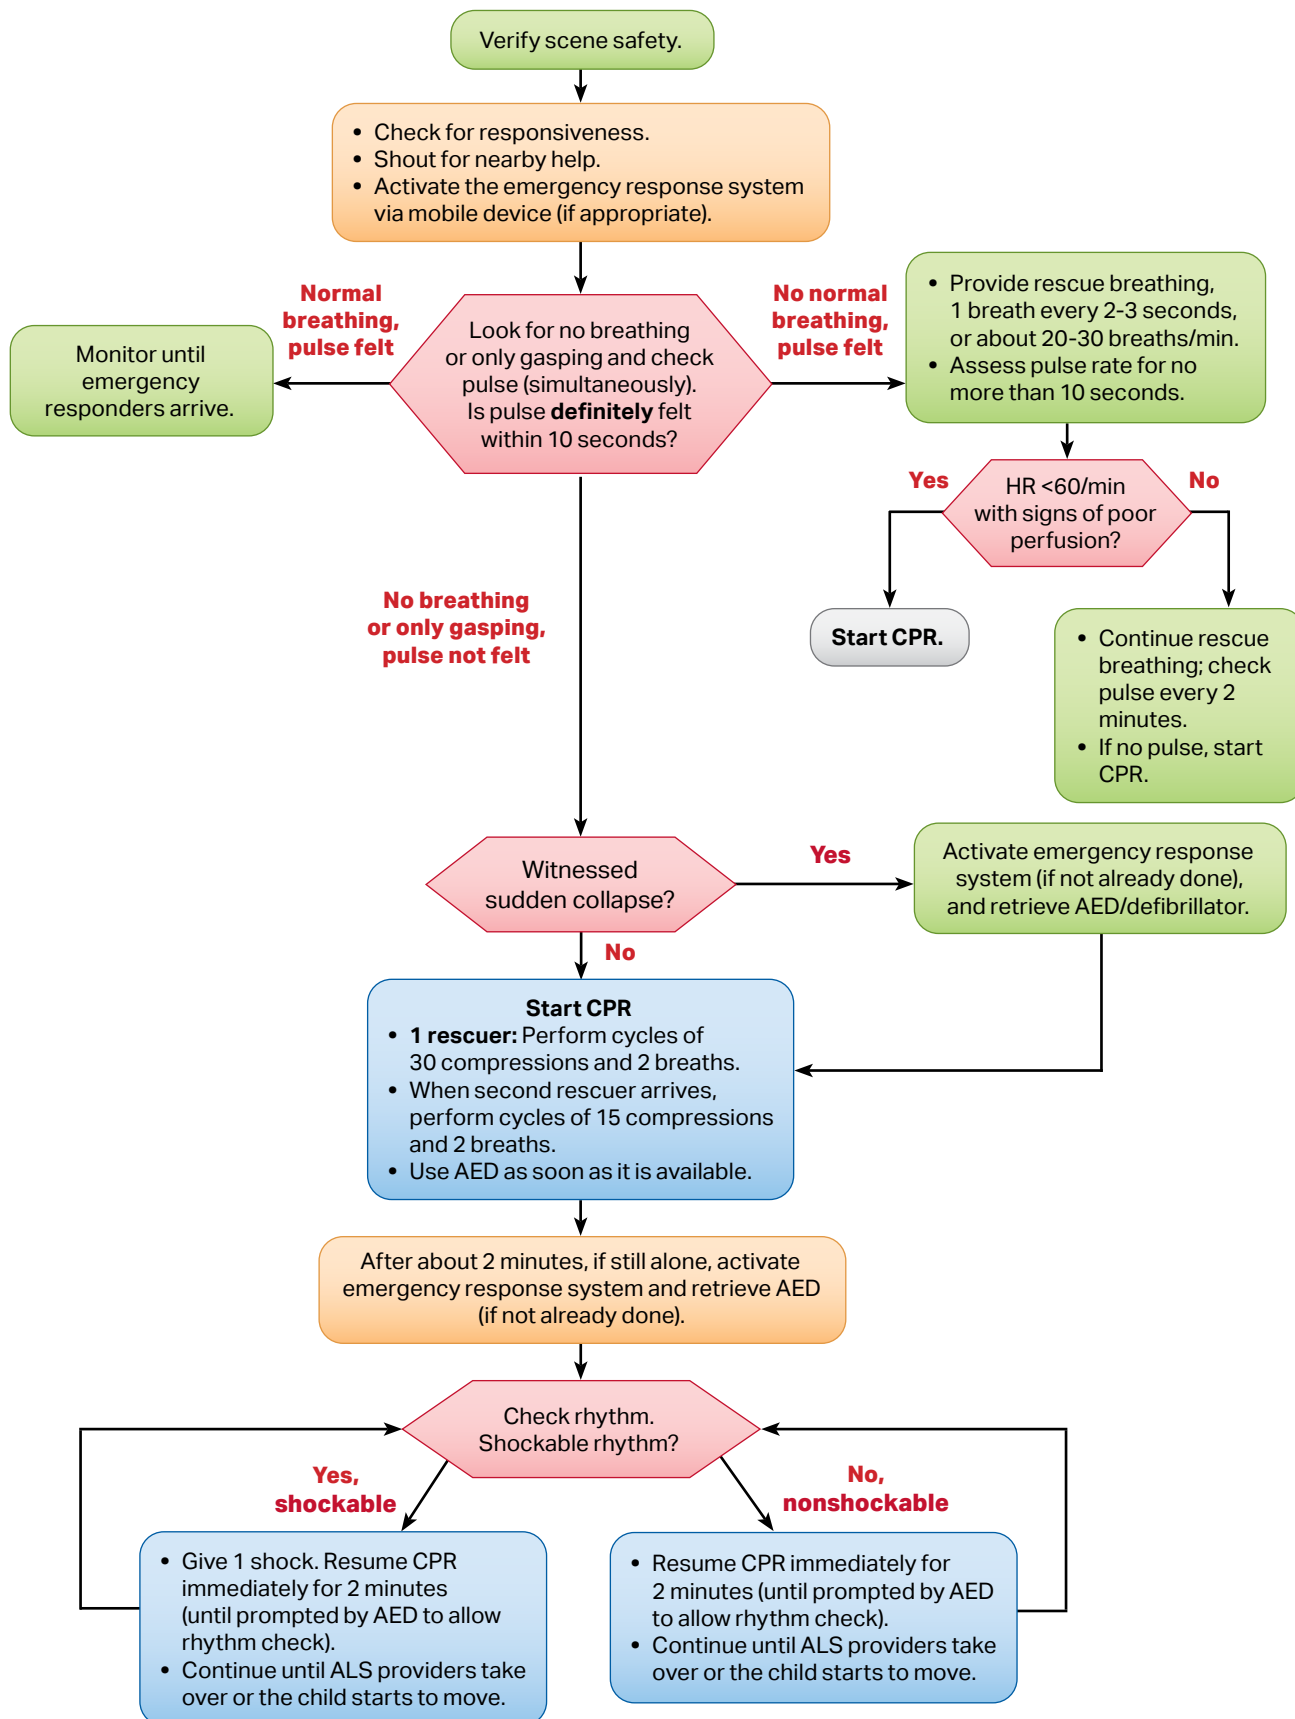 Verify scene safety.
• Check for responsiveness.
• Shout for nearby help.
• Activate the emergency response system
via mobile device (if appropriate).
Normal
breathing,
pulse felt
Look for no breathing
or only gasping and check
pulse (simultaneously).
Is pulse definitely felt
within 10 seconds?
No normal
breathing,
pulse felt
Monitor until
emergency
responders arrive.
• Provide rescue breathing,
1 breath every 2-3 seconds,
or about 20-30 breaths/min.
• Assess pulse rate for no
more than 10 seconds.
Yes
HR <60/min
with signs of poor
perfusion?
No
Start CPR.
• Continue rescue
breathing; check
pulse every 2
minutes.
• If no pulse, start
CPR.
No breathing
or only gasping,
pulse not felt
Witnessed
sudden collapse?
Yes
Activate emergency response
system (if not already done),
and retrieve AED/defibrillator.
No
Start CPR
• 1 rescuer: Perform cycles of
30 compressions and 2 breaths.
• When second rescuer arrives,
perform cycles of 15 compressions
and 2 breaths.
• Use AED as soon as it is available.
After about 2 minutes, if still alone, activate
emergency response system and retrieve AED
(if not already done).
Check rhythm.
Shockable rhythm?
Yes,
shockable
No,
nonshockable
• Give 1 shock. Resume CPR
immediately for 2 minutes
(until prompted by AED to allow
rhythm check).
• Continue until ALS providers take
over or the child starts to move.
• Resume CPR immediately for
2 minutes (until prompted by AED
to allow rhythm check).
• Continue until ALS providers take
over or the child starts to move.